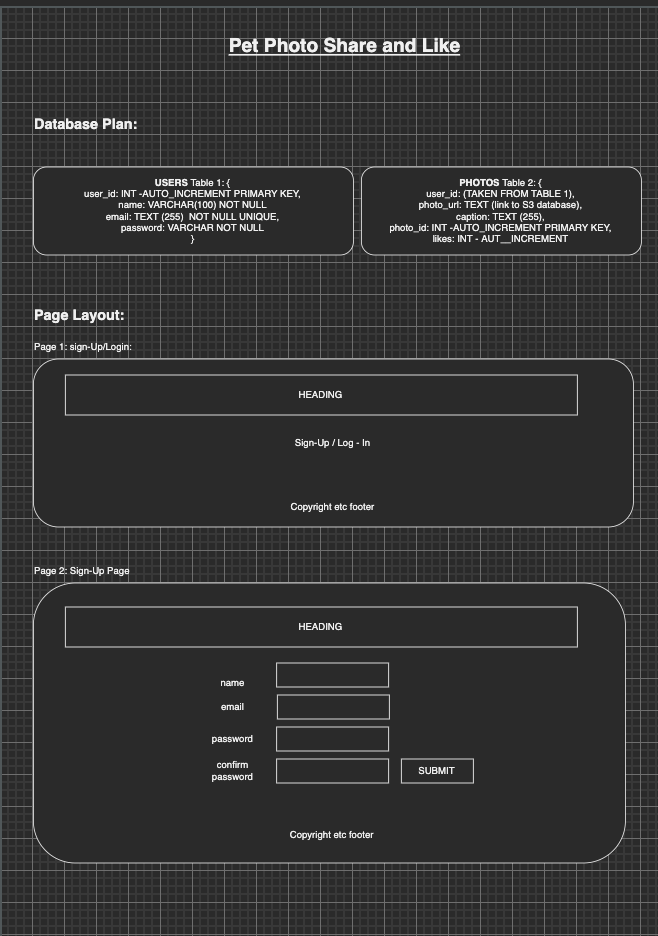 Pet Photo Share and Like
Database Plan:
USERS Table 1: {
user_id: INT -AUTO_INCREMENT PRIMARY KEY,
name: VARCHAR(100) NOT NULL
email: TEXT (255)  NOT NULL UNIQUE,
password: VARCHAR NOT NULL
}
PHOTOS Table 2: {
user_id: (TAKEN FROM TABLE 1),
photo_url: TEXT (link to S3 database),
caption: TEXT (255),
photo_id: INT -AUTO_INCREMENT PRIMARY KEY,
likes: INT - AUT__INCREMENT
Page Layout:
Page 1: sign-Up/Login:
HEADING
Sign-Up / Log - In
Copyright etc footer
Page 2: Sign-Up Page
HEADING
name
email
password
confirm
password
SUBMIT
Copyright etc footer